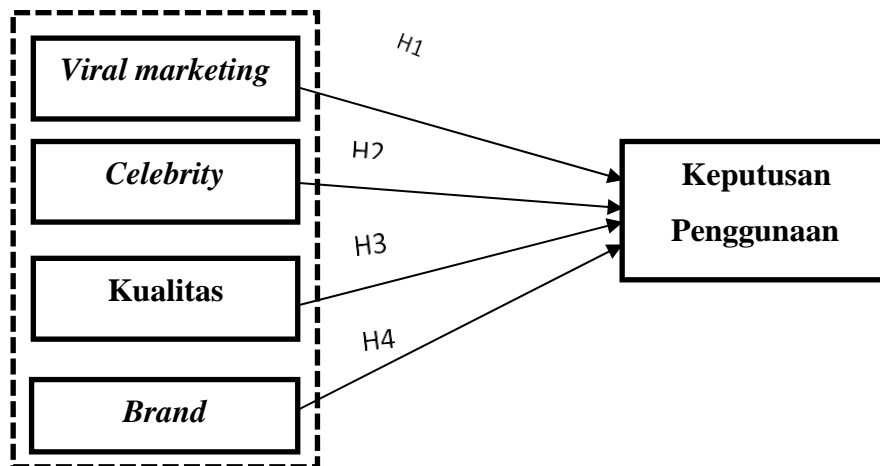 Viral marketing
H1
Celebrity
H2
Kualitas
H3
Brand
H4
Keputusan
Penggunaan